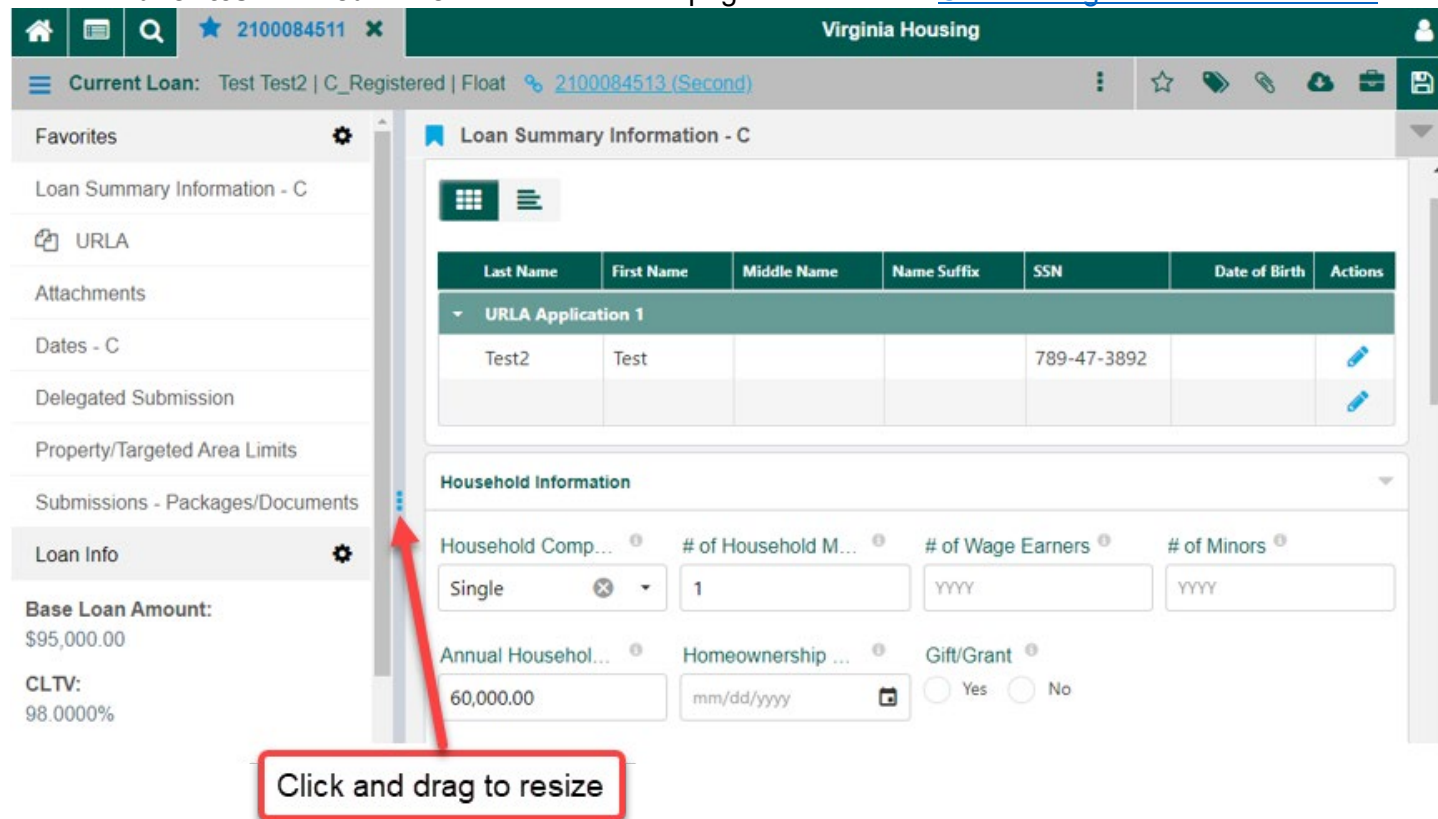 2100084511 Virginia Housing
Current Loan: Test Test2 | C_Registered | Float 2100084513 (Second)
Favorites
Loan Summary Information - C
URLA
Attachments
Dates - C
Delegated Submission
Property/Targeted Area Limits
Submissions - Packages/Documents
Loan Info
Base Loan Amount:
$95,000.00
CLTV:
98.0000%
Loan Summary Information - C
Last Name First Name Middle Name Name Suffix SSN Date of Birth Actions
URLA Application 1
Test2 Test 789-47-3892
Household Information
Household Comp... # of Household M... # of Wage Earners # of Minors
Single 1 YYYY YYYY
Annual Househol... Homeownership ... Gift/Grant
60,000.00 mm/dd/yyyy Yes No
Click and drag to resize